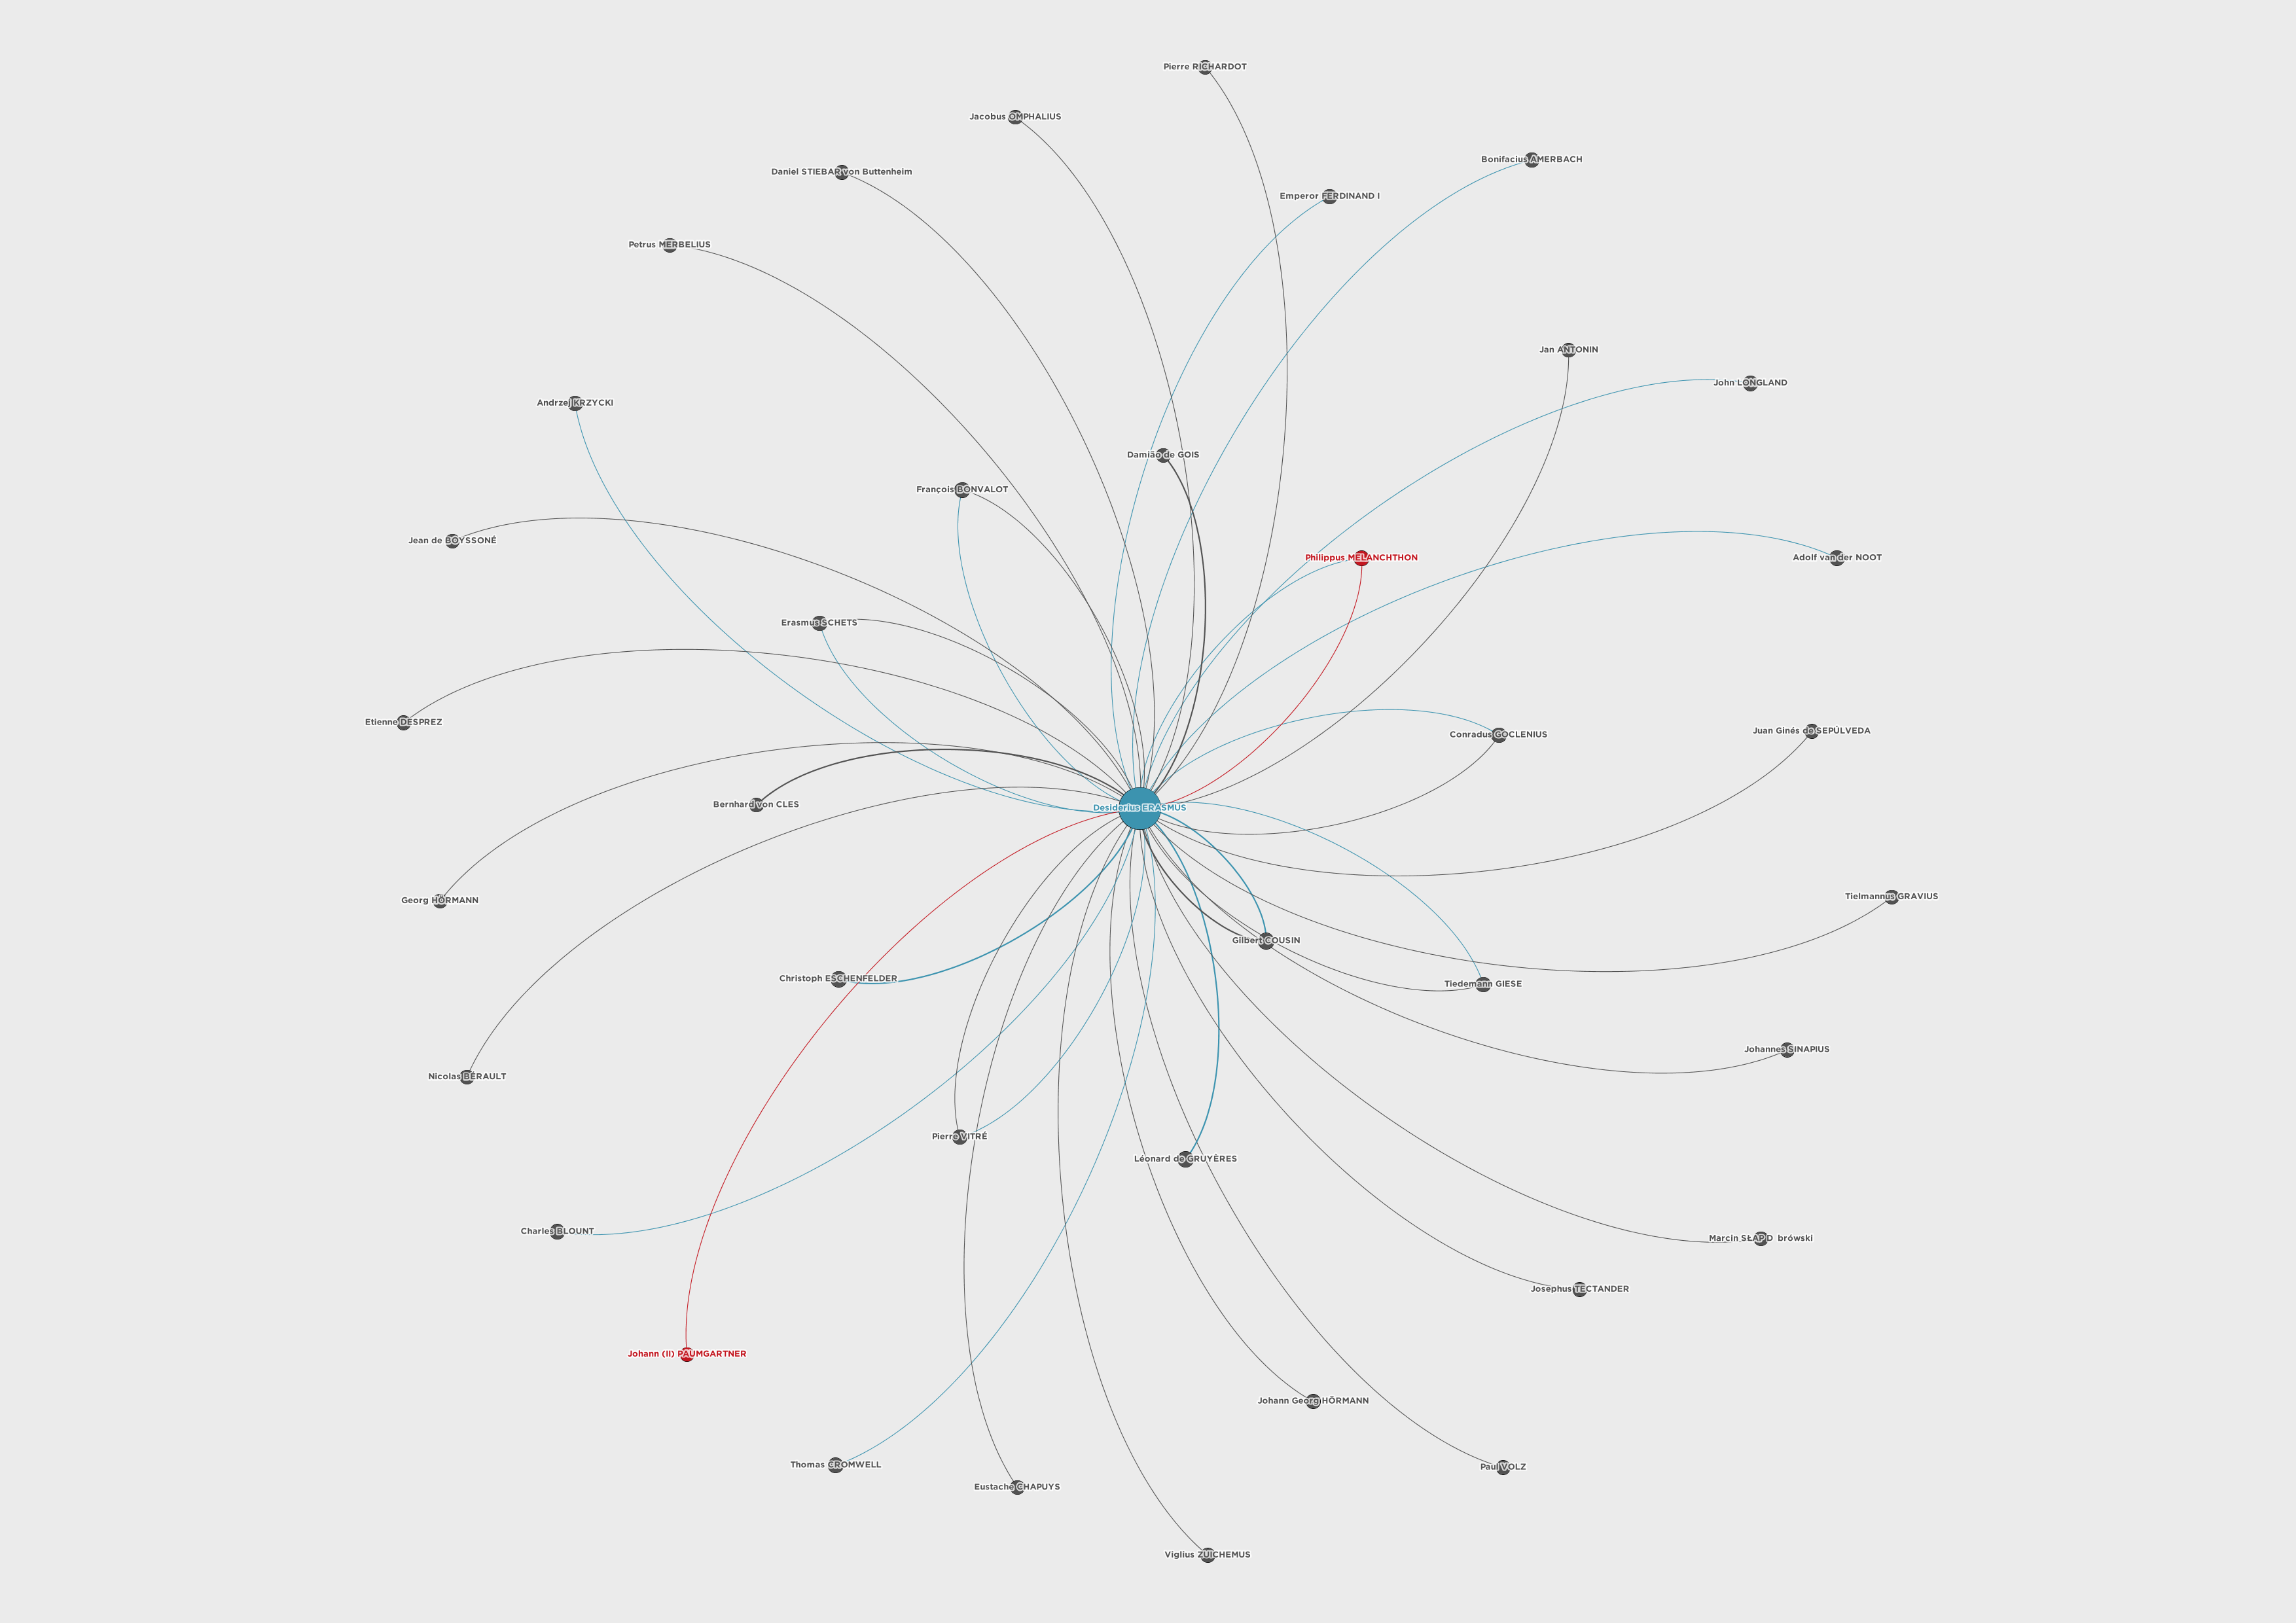 Pierre RICHARDOT
Jacobus OMPHALIUS
Bonifacius AMERBACH
Daniel STIEBAR von Buttenheim
Emperor FERDINAND I
Petrus MERBELIUS
Jan ANTONIN
John LONGLAND
Andrzej KRZYCKI
Damião de GOIS
François BONVALOT
Jean de BOYSSONÉ
Philippus MELANCHTHON
Adolf van der NOOT
Erasmus SCHETS
Etienne DESPREZ
Juan Ginés de SEPÚLVEDA
Conradus GOCLENIUS
Bernhard von CLES
Desiderius ERASMUS
Tielmannus GRAVIUS
Georg HÖRMANN
Gilbert COUSIN
Christoph ESCHENFELDER
Tiedemann GIESE
Johannes SINAPIUS
Nicolas BÉRAULT
Pierre VITRÉ
Léonard de GRUYÈRES
Charles BLOUNT
Marcin SŁAP D brówski
Josephus TECTANDER
Johann (II) PAUMGARTNER
Johann Georg HÖRMANN
Thomas CROMWELL
Paul VOLZ
Eustache CHAPUYS
Viglius ZUICHEMUS